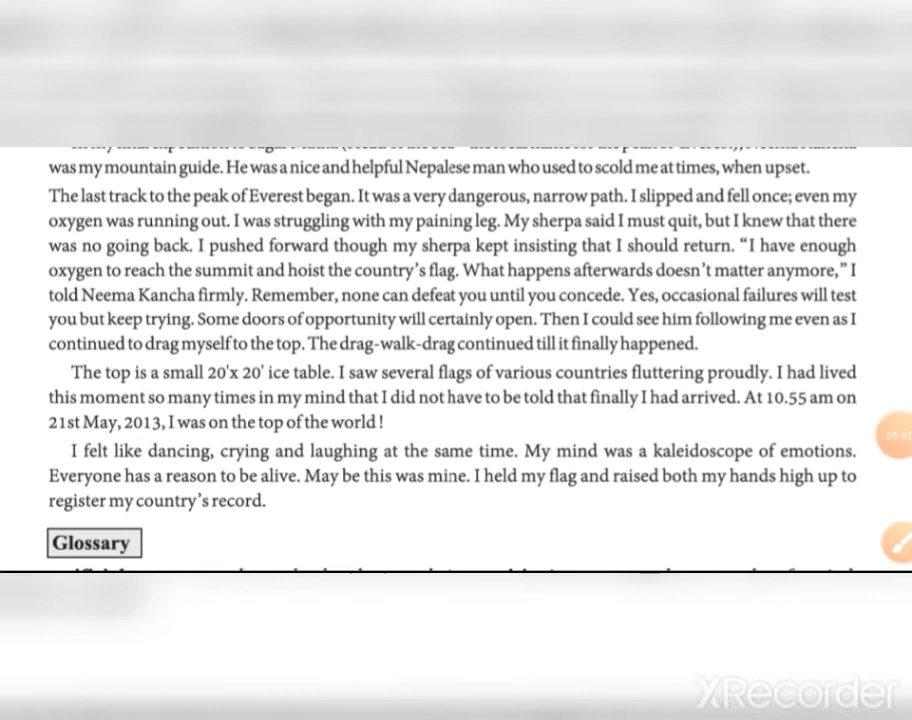 was my mountain guide. He was a nice and helpful Nepalese man who used to scold me at times, when upset.
The last track to the peak of Everest began. It was a very dangerous, narrow path. I slipped and fell once; even my
oxygen was running out. I was struggling with my paining leg. My sherpa said I must quit, but I knew that there
was no going back. I pushed forward though my sherpa kept insisting that I should return. “I have enough
oxygen to reach the summit and hoist the country’s flag. What happens afterwards doesn’t matter anymore,” I
told Neema Kancha firmly. Remember, none can defeat you until you concede. Yes, occasional failures will test
you but keep trying. Some doors of opportunity will certainly open. Then I could see him following me even as I
continued to drag myself to the top. The drag-walk-drag continued till it finally happened.
The top is a small 20'x 20' ice table. I saw several flags of various countries fluttering proudly. I had lived
this moment so many times in my mind that I did not have to be told that finally I had arrived. At 10.55 am on
21st May, 2013, I was on the top of the world !
I felt like dancing, crying and laughing at the same time. My mind was a kaleidoscope of emotions.
Everyone has a reason to be alive. May be this was mine. I held my flag and raised both my hands high up to
register my country’s record.
Glossary
XRecorder